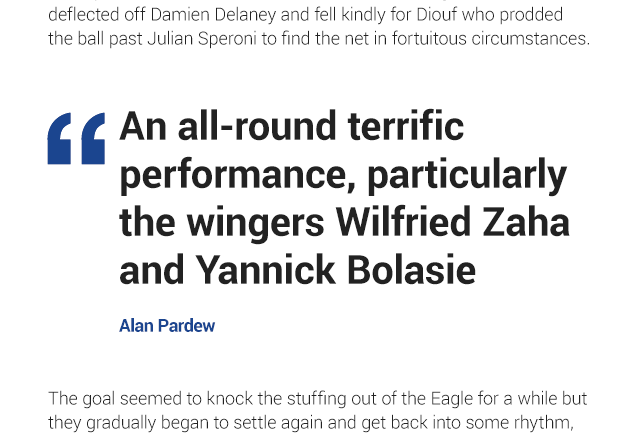 deflected off Damien Delaney and fell kindly for Diouf who prodded
the ball past Julian Speroni to find the net in fortuitous circumstances.
“ An all-round terrific
performance, particularly
the wingers Wilfried Zaha
and Yannick Bolasie
Alan Pardew
The goal seemed to knock the stuffing out of the Eagle for a while but
they gradually began to settle again and get back into some rhythm,